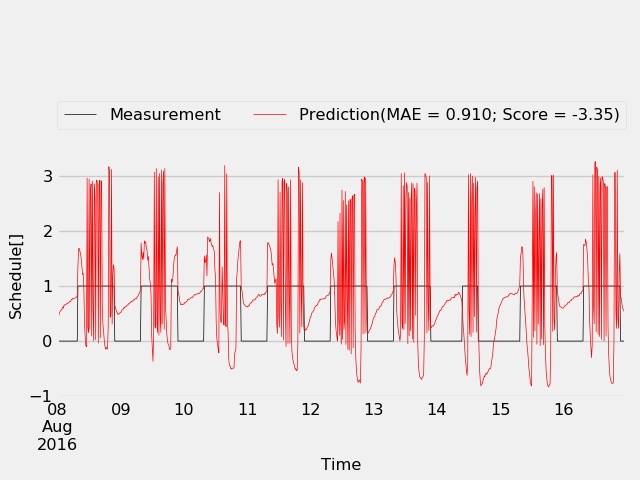 Measurement
Prediction(MAE = 0.910; Score = -3.35)
3
2
1
0
−1
Schedule[]
08 09 10 11 12 13 14 15 16
Aug
2016
Time